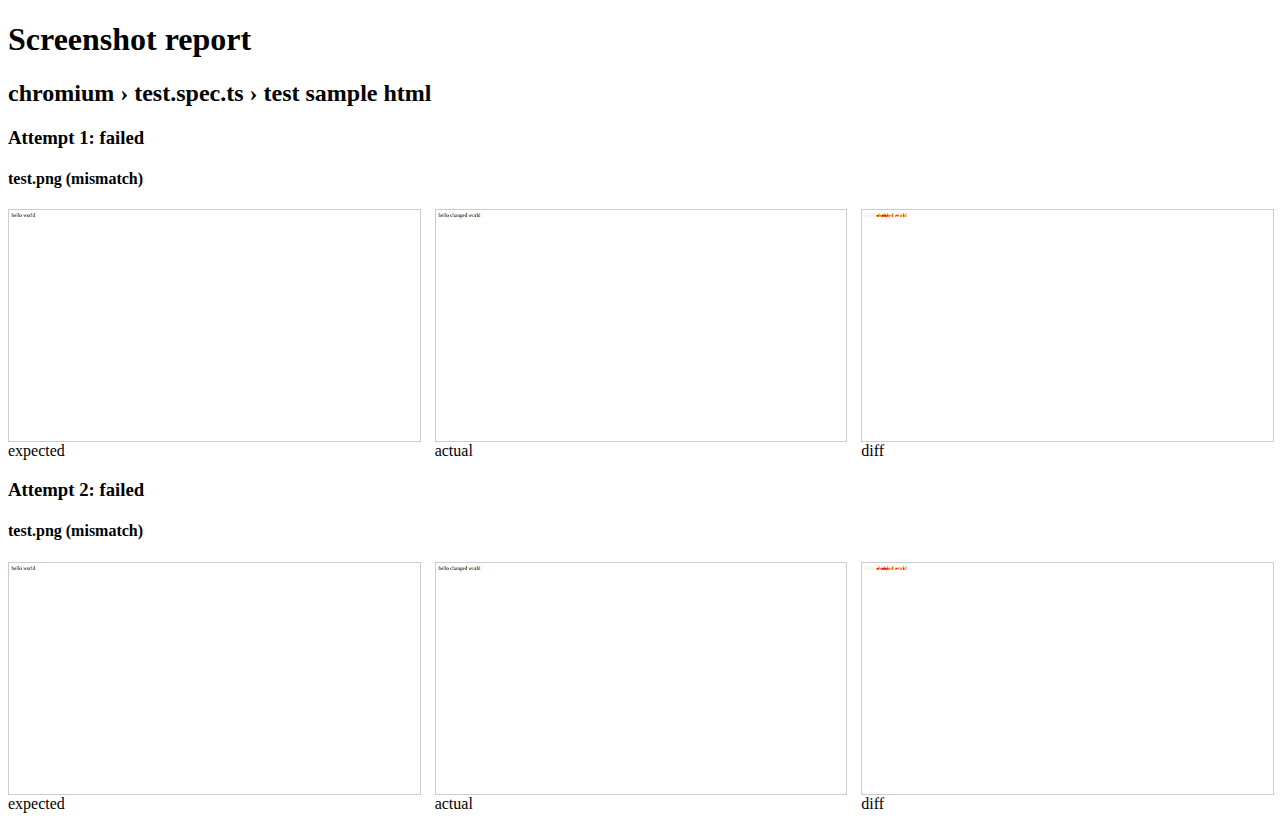 Screenshot report
chromium › test.spec.ts › test sample html
Attempt 1: failed
test.png (mismatch)
hello world
hello changed world
expected
actual
diff
Attempt 2: failed
test.png (mismatch)
hello world
hello changed world
expected
actual
diff